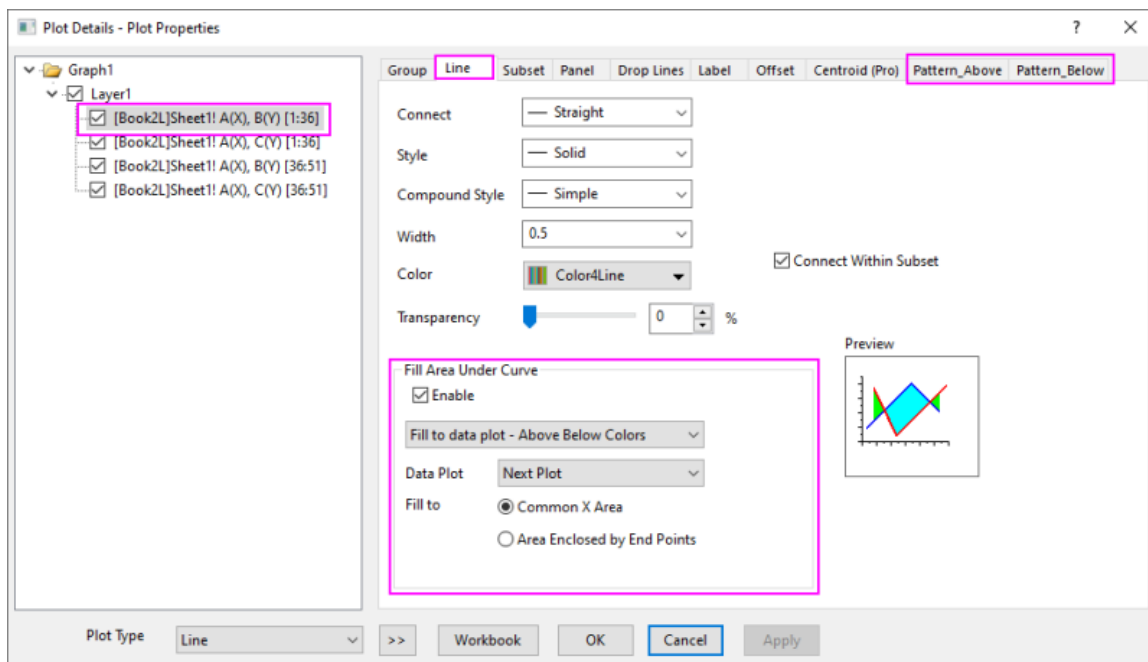 Plot Details - Plot Properties
?
Graph1
Layer1
[Book2L]Sheet1! A(X), B(Y) [1:36]
[Book2L]Sheet1! A(X), C(Y) [1:36]
[Book2L]Sheet1! A(X), B(Y) [36:51]
[Book2L]Sheet1! A(X), C(Y) [36:51]
Group Line Subset Panel Drop Lines Label Offset Centroid (Pro) Pattern_Above Pattern_Below
Connect Straight
Style Solid
Compound Style Simple
Width 0.5
Connect Within Subset
Color Color4Line
Transparency 0 %
Preview
Fill Area Under Curve
Enable
Fill to data plot - Above Below Colors
Data Plot Next Plot
Fill to Common X Area
Area Enclosed by End Points
Plot Type Line >> Workbook OK Cancel Apply